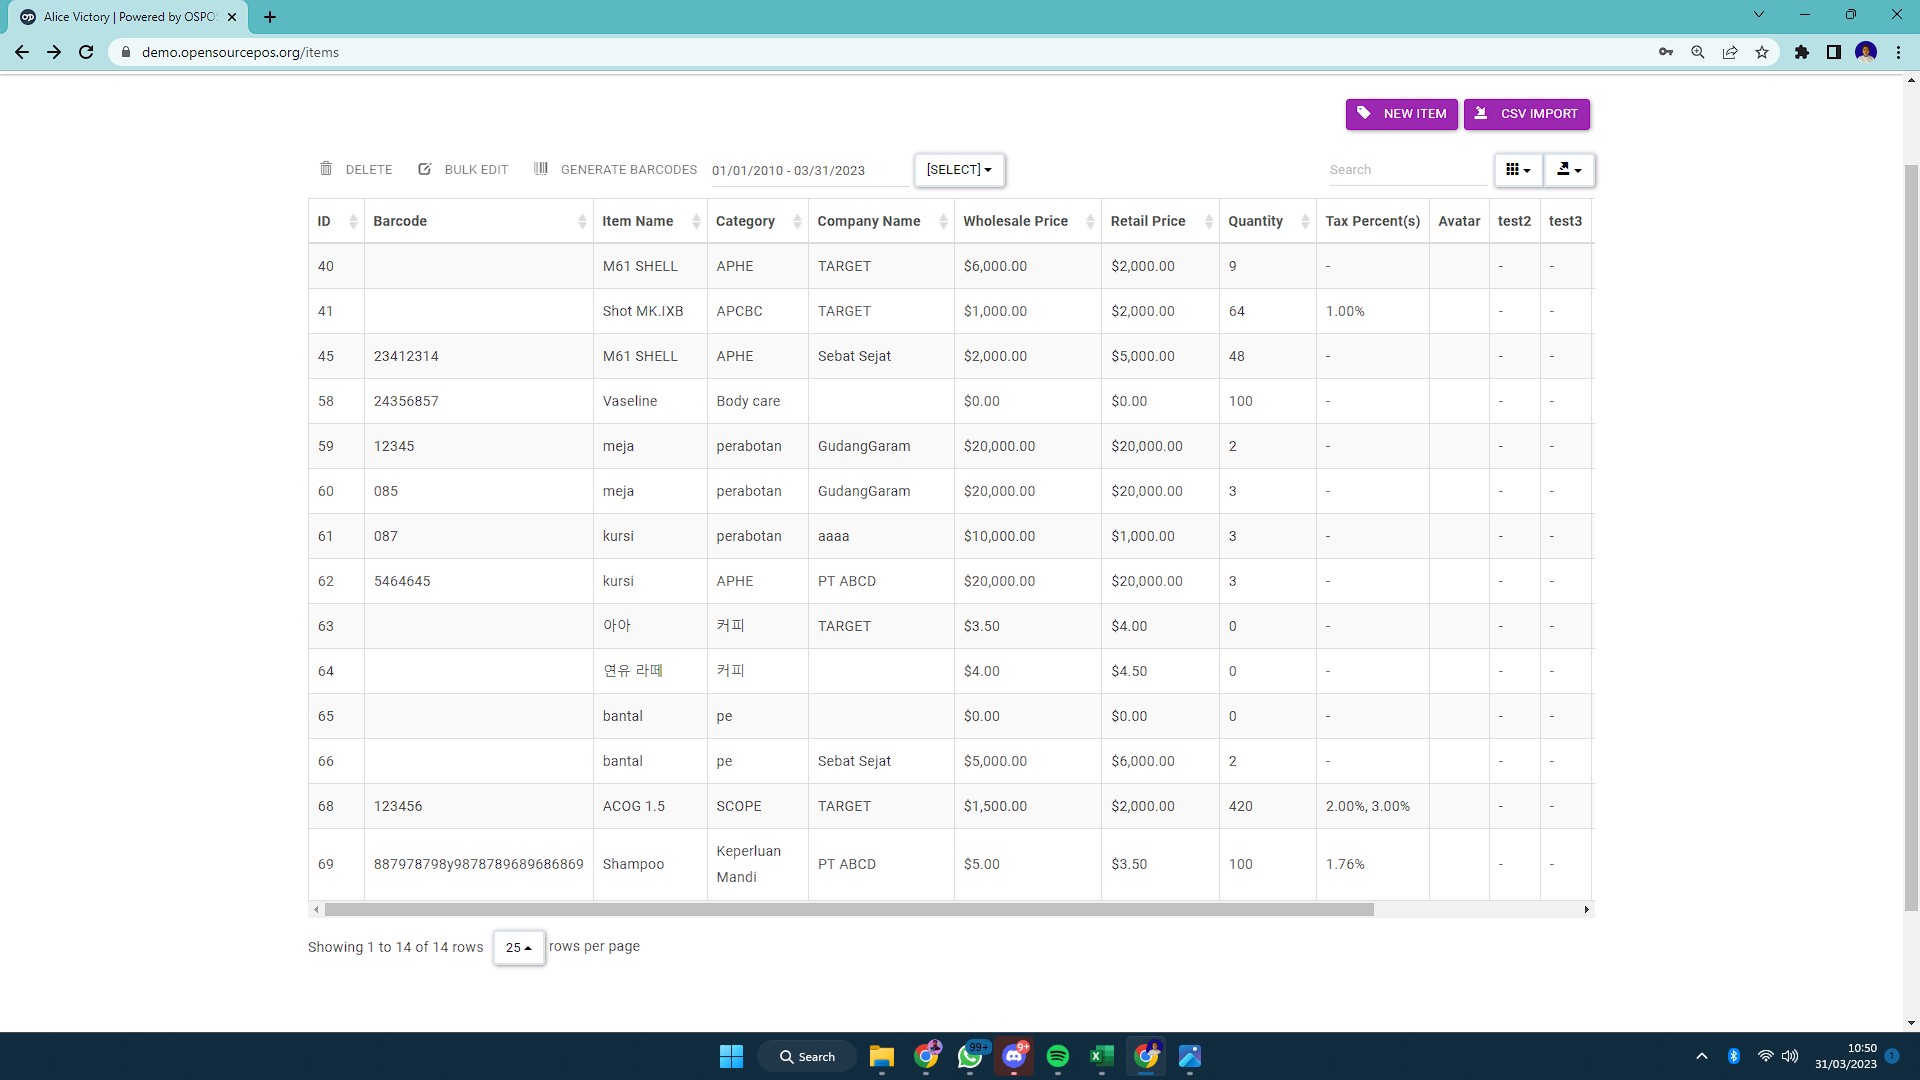 Alice Victory | Powered by OSPO
demo.opensourcepos.org/items
NEW ITEM CSV IMPORT
DELETE BULK EDIT GENERATE BARCODES 01/01/2010 - 03/31/2023 [SELECT] Search
ID Barcode Item Name Category Company Name Wholesale Price Retail Price Quantity Tax Percent(s) Avatar test2 test3
40 M61 SHELL APHE TARGET $6,000.00 $2,000.00 9 - - -
41 Shot MK.IXB APCBC TARGET $1,000.00 $2,000.00 64 1.00% - -
45 23412314 M61 SHELL APHE Sebat Sejat $2,000.00 $5,000.00 48 - - -
58 24356857 Vaseline Body care $0.00 $0.00 100 - - -
59 12345 meja perabotan GudangGaram $20,000.00 $20,000.00 2 - - -
60 085 meja perabotan GudangGaram $20,000.00 $20,000.00 3 - - -
61 087 kursi perabotan aaaa $10,000.00 $1,000.00 3 - - -
62 5464645 kursi APHE PT ABCD $20,000.00 $20,000.00 3 - - -
63 아아 커피 TARGET $3.50 $4.00 0 - - -
64 연유 라떼 커피 $4.00 $4.50 0 - - -
65 bantal pe $0.00 $0.00 0 - - -
66 bantal pe Sebat Sejat $5,000.00 $6,000.00 2 - - -
68 123456 ACOG 1.5 SCOPE TARGET $1,500.00 $2,000.00 420 2.00%, 3.00% - -
69 887978798y9878789689686869 Shampoo Keperluan Mandi PT ABCD $5.00 $3.50 100 1.76% - -
Showing 1 to 14 of 14 rows 25 rows per page
Search 99+ 9+ 10:50
31/03/2023 1